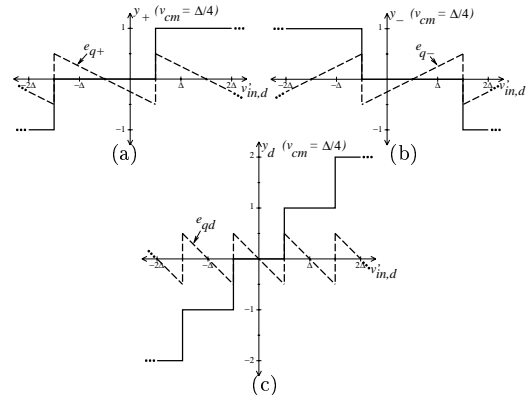 y+ (vcm = Δ/4)
1
eq+
−2Δ
−Δ
Δ
2Δ
v'in,d
−1
(a)
y− (vcm = Δ/4)
1
eq−
−2Δ
−Δ
Δ
2Δ
v'in,d
−1
(b)
yd (vcm = Δ/4)
2
1
eqd
−2Δ
−Δ
Δ
2Δ
v'in,d
−1
−2
(c)